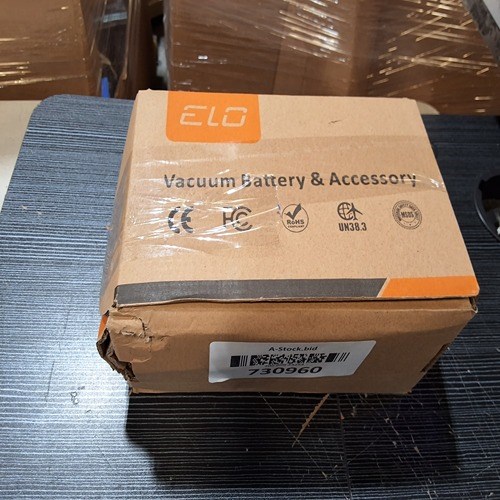 ELO
Vacuum Battery & Accessory
CE FC RoHS UN38.3 MSDS
A-Stock.bid
730960